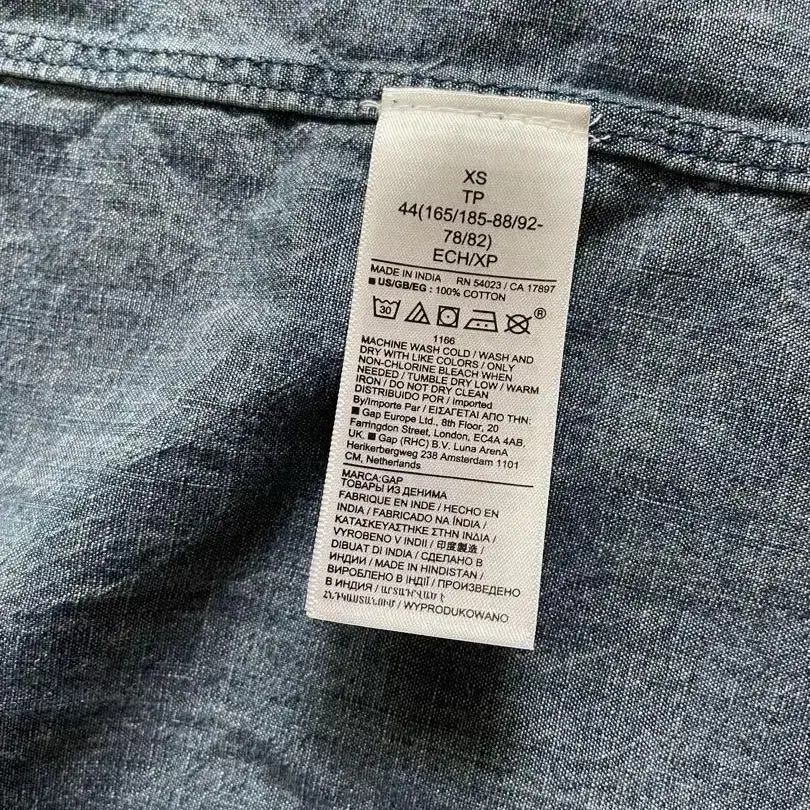 XS
TP
44(165/185-88/92-
78/82)
ECH/XP
MADE IN INDIA RN 54023 / CA 17897
■ US/GB/EG : 100% COTTON
30 ®
1166
MACHINE WASH COLD / WASH AND
DRY WITH LIKE COLORS / ONLY
NON-CHLORINE BLEACH WHEN
NEEDED / TUMBLE DRY LOW / WARM
IRON / DO NOT DRY CLEAN
DISTRIBUIDO POR / Imported
By/Importe Par / ΕΙΣΑΓΕΤΑΙ ΑΠΟ ΤΗΝ:
■ Gap Europe Ltd., 8th Floor, 20
Farringdon Street, London, EC4A 4AB,
UK. ■ Gap (RHC) B.V. Luna ArenA
Herikerbergweg 238 Amsterdam 1101
CM, Netherlands
MARCA:GAP
ТОВАРЫ ИЗ ДЕНИМА
FABRIQUE EN INDE / HECHO EN
INDIA / FABRICADO NA ÍNDIA /
ΚΑΤΑΣΚΕΥΑΣΤΗΚΕ ΣΤΗΝ ΙΝΔΙΑ /
VYROBENO V INDII / 印度製造 /
DIBUAT DI INDIA / СДЕЛАНО В
ИНДИИ / MADE IN HINDISTAN /
ВИРОБЛЕНО В ІНДІЇ / ПРОИЗВЕДЕНО
В ИНДИЯ / ԱՐՏԱԴՐՎԱԾ Է
ՀՆԴԿԱՍՏԱՆՈՒՄ / WYPRODUKOWANO